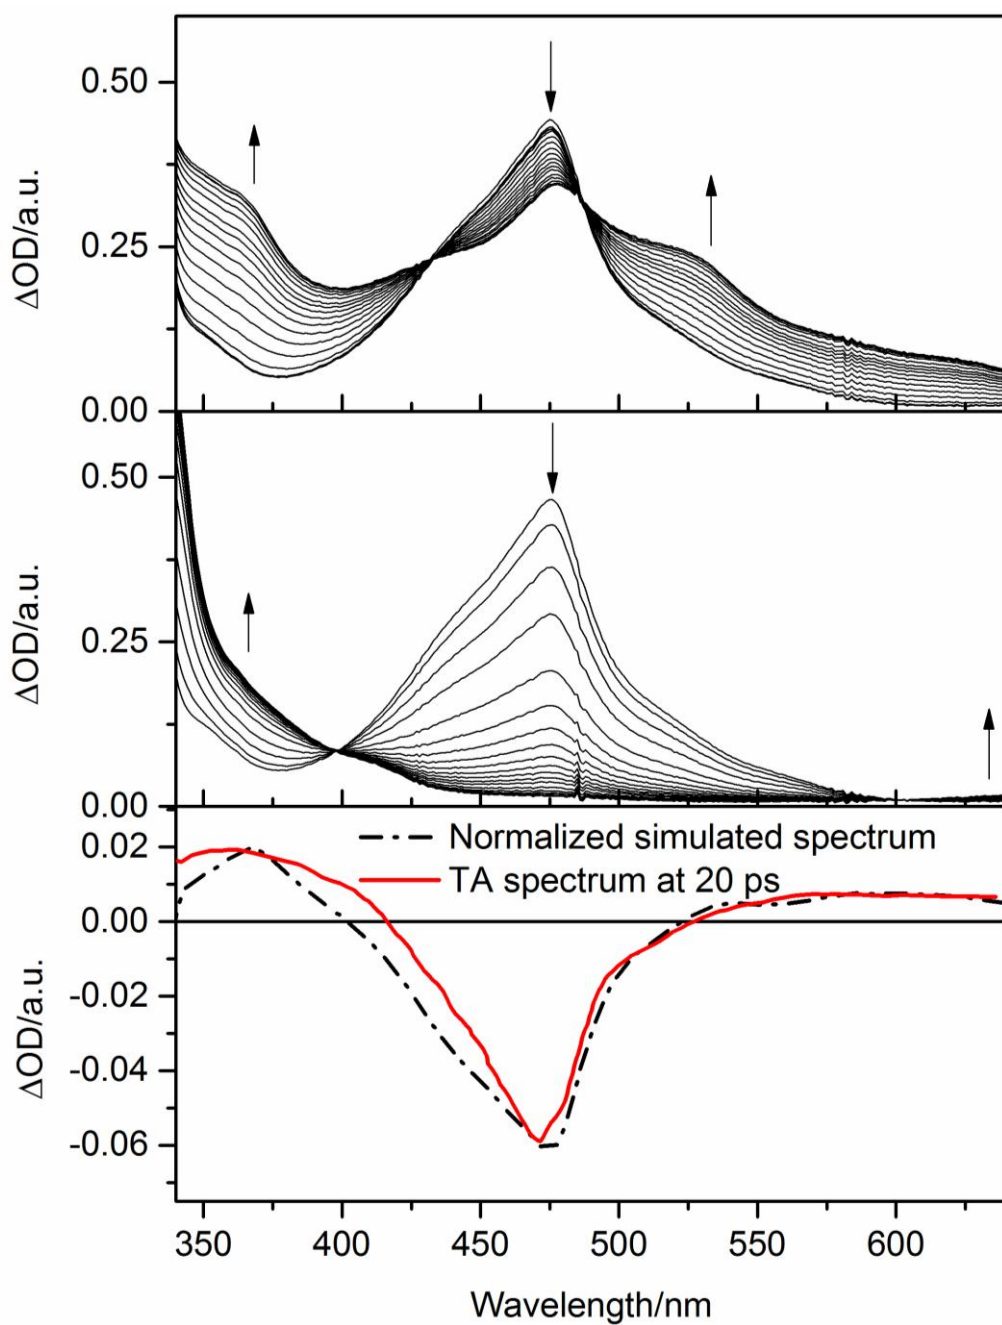 0.50
0.25
0.00
ΔOD/a.u.
0.50
0.25
0.00
ΔOD/a.u.
Normalized simulated spectrum
TA spectrum at 20 ps
0.02
0.00
-0.02
-0.04
-0.06
ΔOD/a.u.
350 400 450 500 550 600
Wavelength/nm